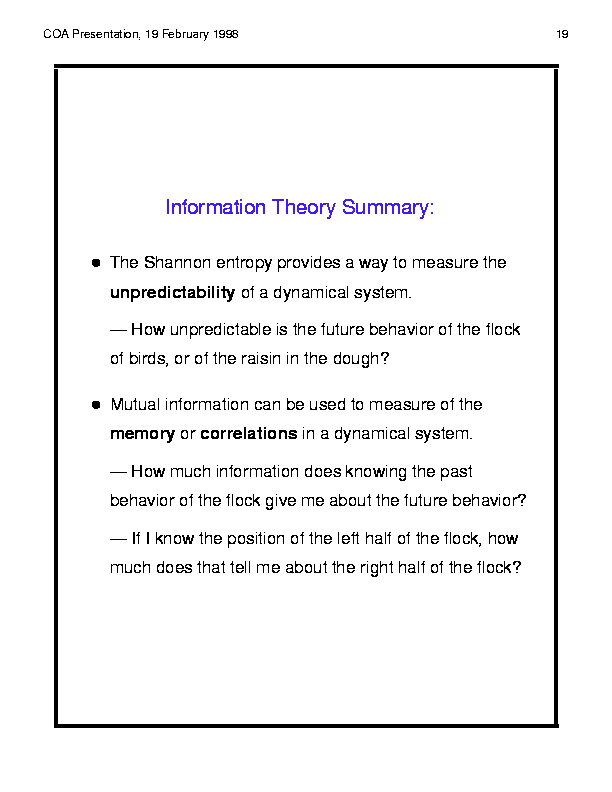 COA Presentation, 19 February 1998 19
Information Theory Summary:
● The Shannon entropy provides a way to measure the
unpredictability of a dynamical system.
— How unpredictable is the future behavior of the flock
of birds, or of the raisin in the dough?
● Mutual information can be used to measure of the
memory or correlations in a dynamical system.
— How much information does knowing the past
behavior of the flock give me about the future behavior?
— If I know the position of the left half of the flock, how
much does that tell me about the right half of the flock?